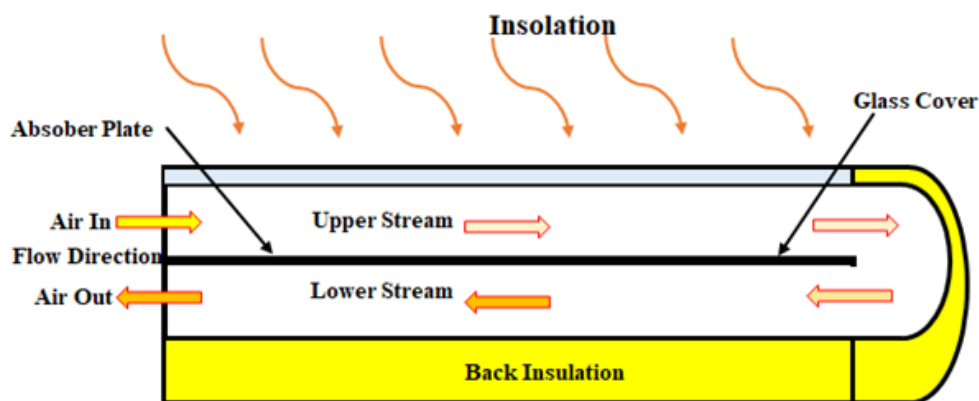 Insolation
Glass Cover
Absober Plate
Air In
Upper Stream
Flow Direction
Air Out
Lower Stream
Back Insulation